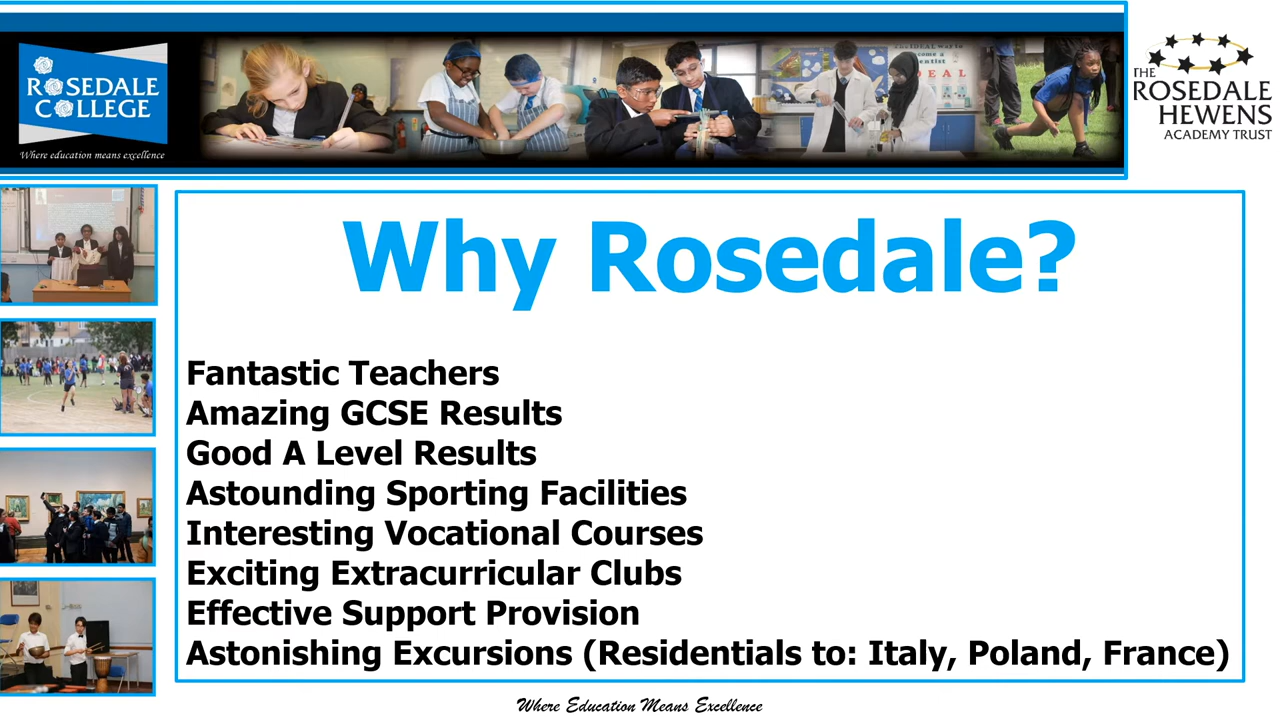 ROSEDALE
COLLEGE
Where education means excellence
THE
ROSEDALE
HEWENS
ACADEMY TRUST
Why Rosedale?
Fantastic Teachers
Amazing GCSE Results
Good A Level Results
Astounding Sporting Facilities
Interesting Vocational Courses
Exciting Extracurricular Clubs
Effective Support Provision
Astonishing Excursions (Residentials to: Italy, Poland, France)
Where Education Means Excellence